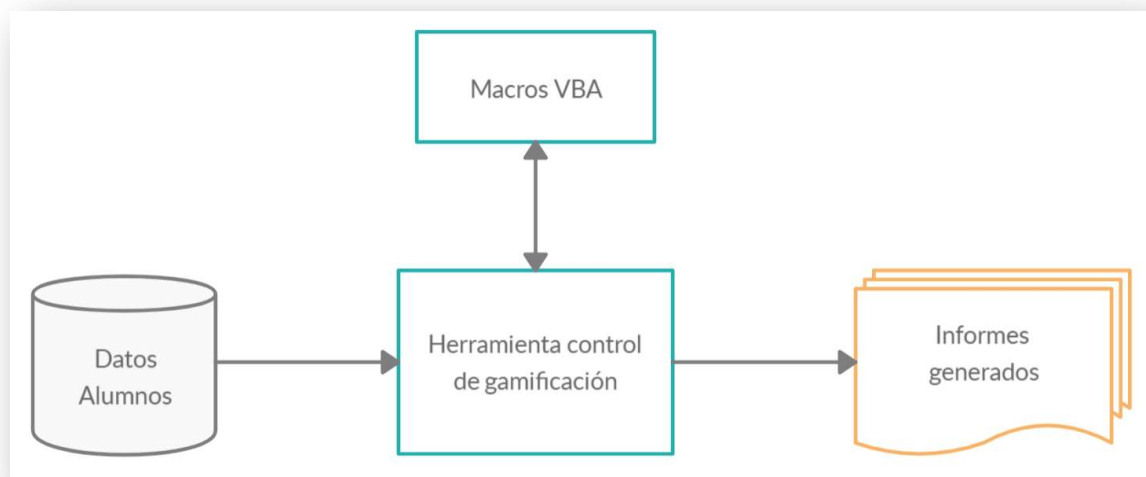 Macros VBA
Datos
Alumnos
Herramienta control
de gamificación
Informes
generados